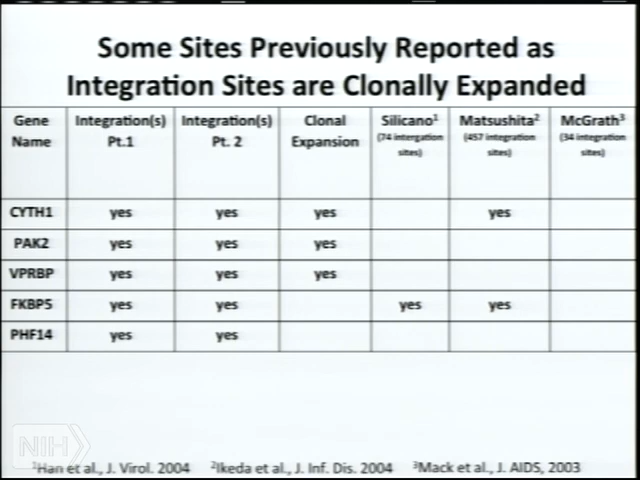 Some Sites Previously Reported as
Integration Sites are Clonally Expanded
Gene Name Integration(s) Pt.1 Integration(s) Pt. 2 Clonal Expansion Silicano1 (74 intergation sites) Matsushita2 (457 integration sites) McGrath3 (34 integration sites)
CYTH1 yes yes yes yes
PAK2 yes yes yes
VPRBP yes yes yes
FKBP5 yes yes yes yes
PHF14 yes yes
NIH
1Han et al., J. Virol. 2004 2Ikeda et al., J. Inf. Dis. 2004 3Mack et al., J. AIDS, 2003